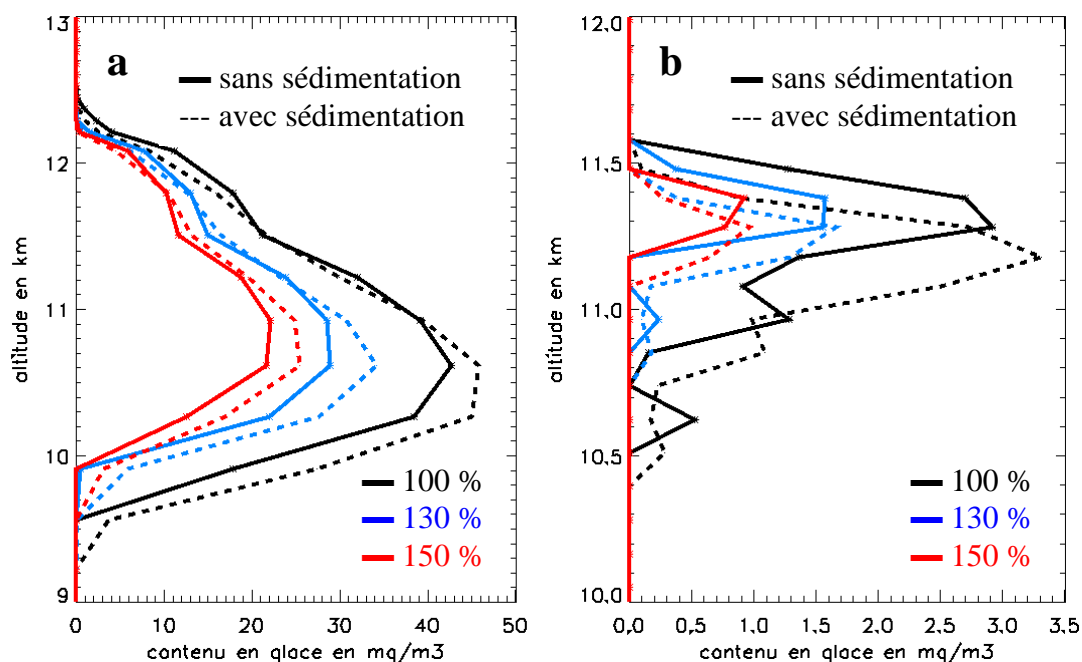 a
sans sédimentation
avec sédimentation
13
12
11
10
9
altitude en km
100 %
130 %
150 %
0 10 20 30 40 50
contenu en glace en mg/m3
b
sans sédimentation
avec sédimentation
12.0
11.5
11.0
10.5
10.0
altitude en km
100 %
130 %
150 %
0.0 0.5 1.0 1.5 2.0 2.5 3.0 3.5
contenu en glace en mg/m3